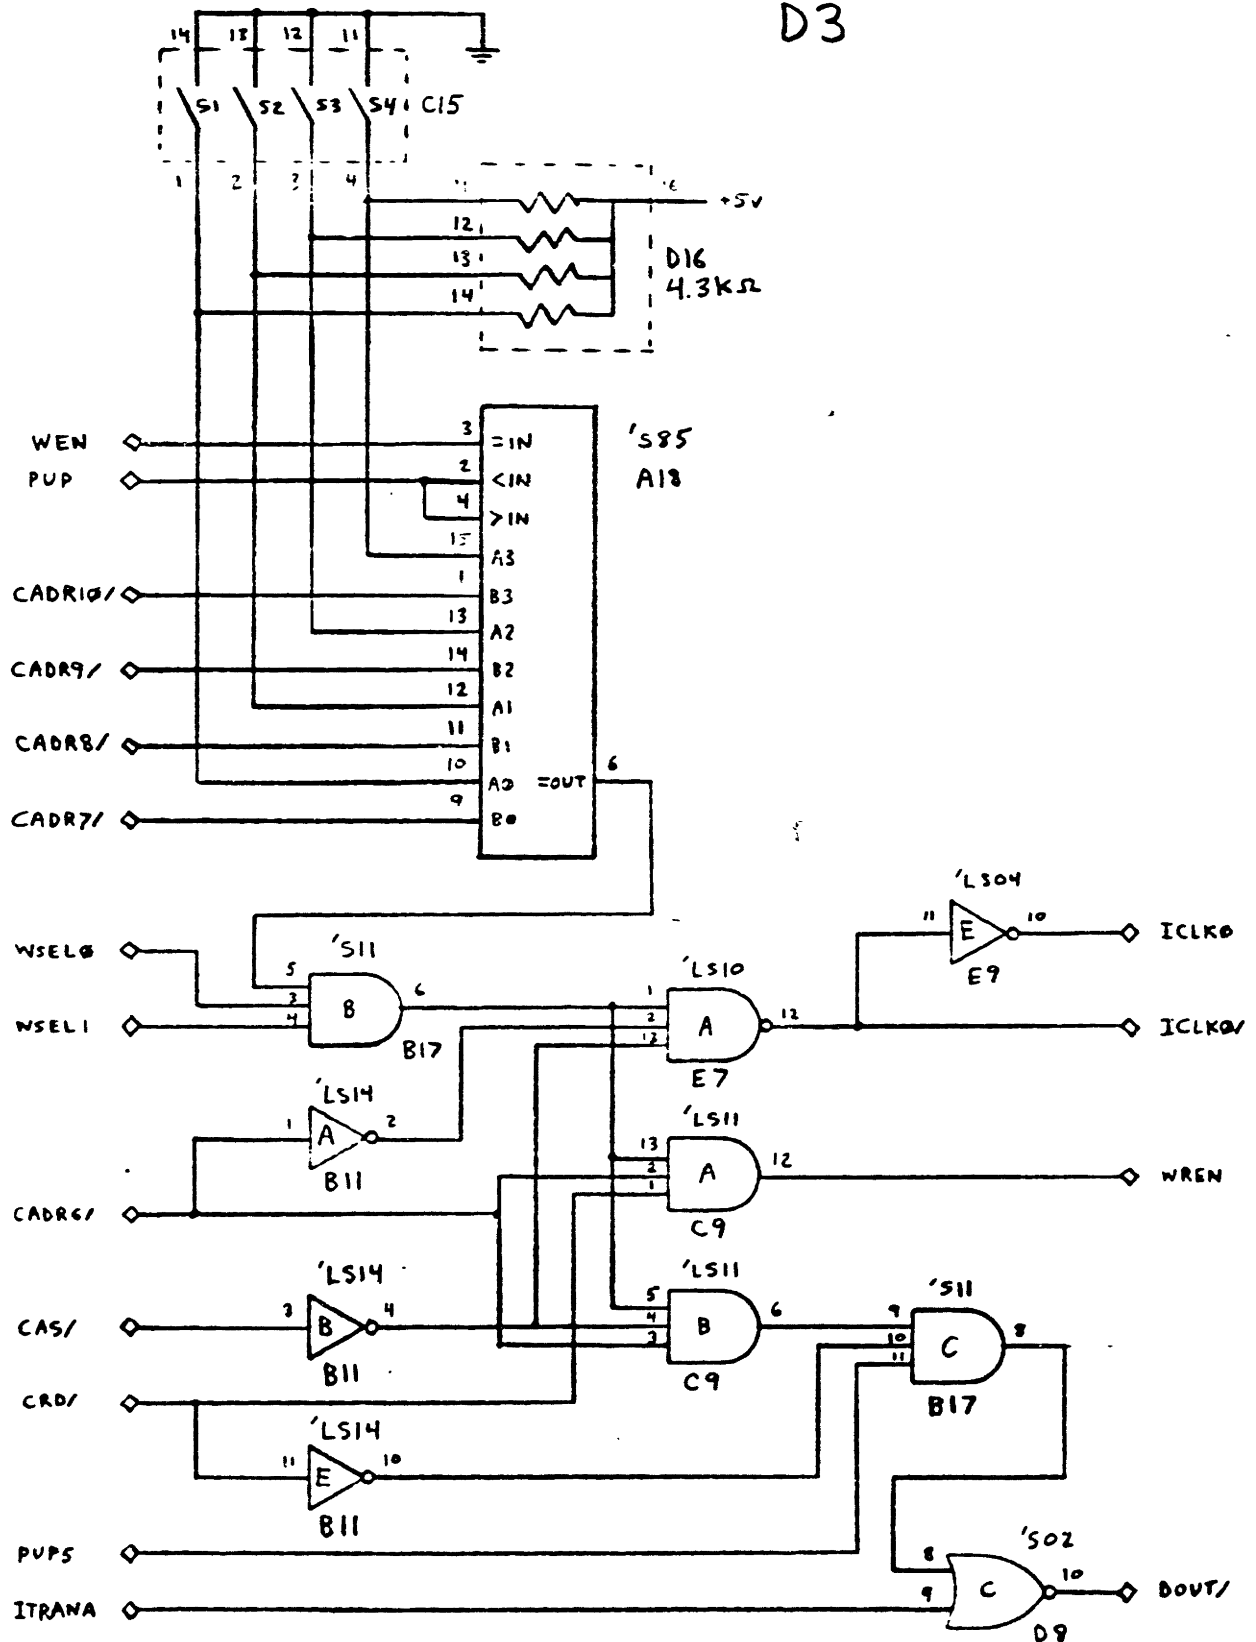 D3
14 13 12 11
S1 S2 S3 S4 C15
1 2 3 4
+5V
12
13
14
D16
4.3KΩ
WEN 3 =IN 'S85
PUP 2 <IN A18
4 >IN
15 A3
CADR10/ 1 B3
13 A2
CADR9/ 14 B2
12 A1
CADR8/ 11 B1
10 A0 =OUT 6
CADR7/ 9 B0
'LS04
11 E 10 ICLK0
E9
WSEL0 'S11 'LS10
5 3 4 B 6 B17
WSEL1
1 2 13 A 12 ICLK0/
E7
'LS14
1 A 2
B11
'LS11
13 2 1 A 12 WREN
C9
CADR6/
'LS14
CAS/ 3 B 4
B11
'LS11
5 4 3 B 6
C9
'S11
9 10 11 C 8
B17
CRD/
'LS14
11 E 10
B11
PUP5
'S02
8 9 C 10 DOUT/
D8
ITRANA